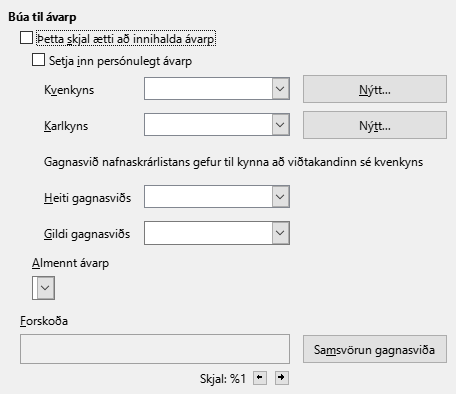 Búa til ávarp
Þetta skjal ætti að innihalda ávarp
Setja inn persónulegt ávarp
Kvenkyns
Nýtt...
Karlkyns
Nýtt...
Gagnasvið nafnaskrárlistans gefur til kynna að viðtakandinn sé kvenkyns
Heiti gagnasviðs
Gildi gagnasviðs
Almennt ávarp
Forskoða
Samsvörun gagnasviða
Skjal: %1